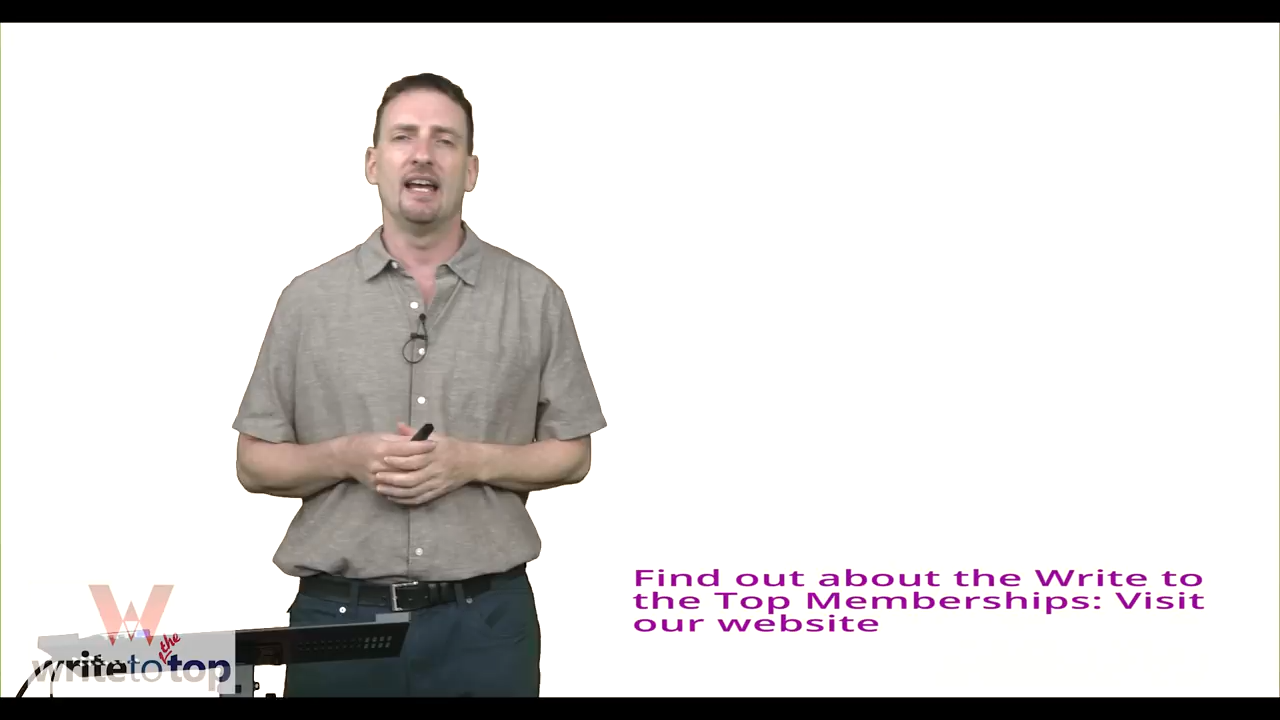 Find out about the Write to
the Top Memberships: Visit
our website
W
write to the top